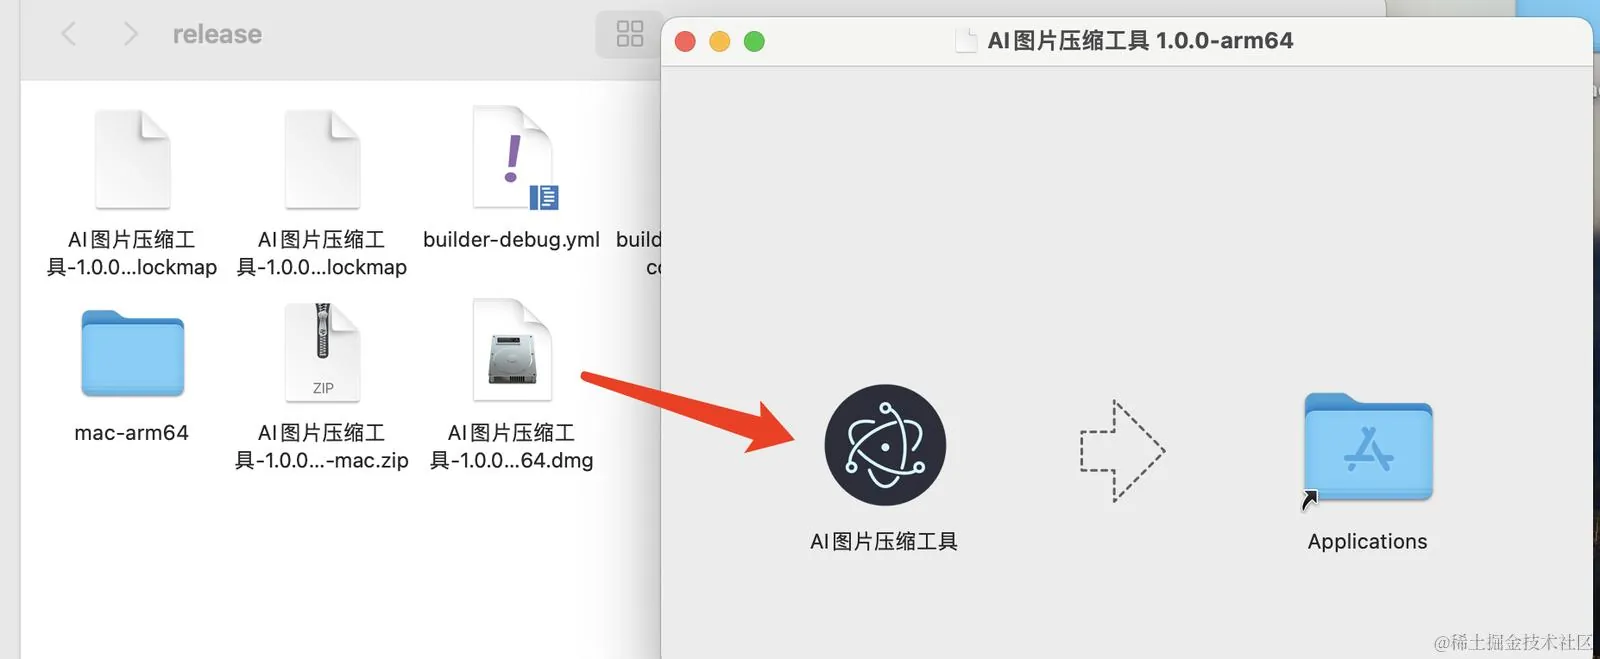 release
AI图片压缩工具 1.0.0-arm64
AI图片压缩工
具-1.0.0...lockmap
AI图片压缩工
具-1.0.0...lockmap
builder-debug.yml
build
cc
mac-arm64
ZIP
AI图片压缩工
具-1.0.0...-mac.zip
AI图片压缩工
具-1.0.0...64.dmg
AI图片压缩工具
Applications
@稀土掘金技术社区